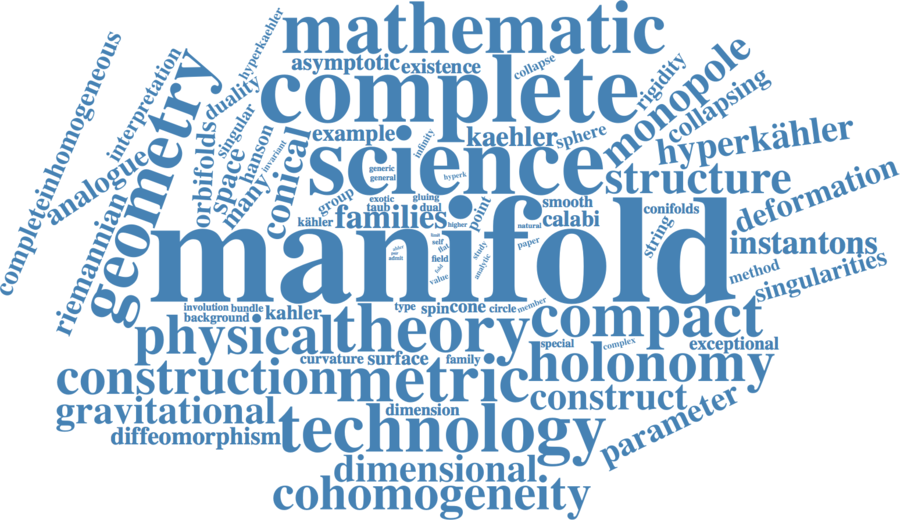 mathematic
asymptotic
existence
collapse
complete
hyperkaehler
interpretation
completeinhomogeneous
duality
singular
geometry
analogue
orbifolds
space
hanson
many
invariant
conical
example
infinity
kaehler
sphere
rigidity
monopole
collapsing
hyperkähler
science
generic
general
hyperk
structure
riemannian
group
exotic
taub
gluing
dual
kähler
families
higher
point
smooth
natural
calabi
conifolds
string
deformation
instantons
manifold
but
self
flat
field
fold
value
study
analytic
paper
admit
method
singularities
involution
bundle
background
kahler
type
spin
cone
circle
member
physical
theory
compact
special
complex
exceptional
curvature
surface
family
holonomy
construction
metric
construct
gravitational
dimension
parameter
diffeomorphism
technology
dimensional
cohomogeneity